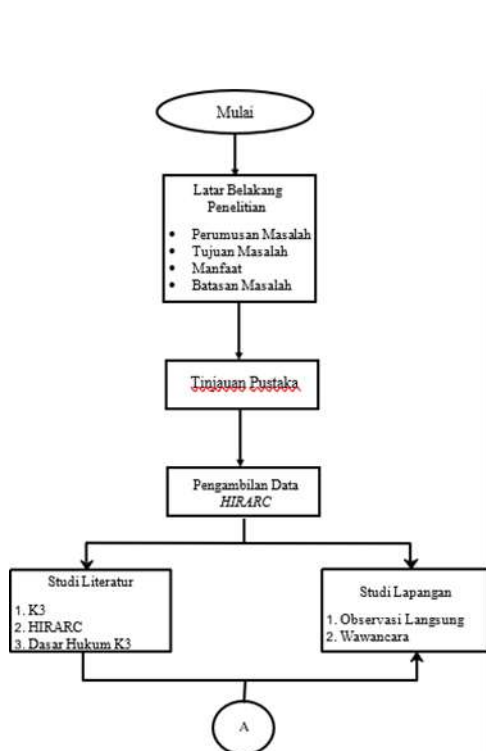 Mulai
Latar Belakang
Penelitian
• Perumusan Masalah
• Tujuan Masalah
• Manfaat
• Batasan Masalah
Tinjauan Pustaka
Pengambilan Data
HIRARC
Studi Literatur
1. K3
2. HIRARC
3. Dasar Hukum K3
Studi Lapangan
1. Observasi Langsung
2. Wawancara
A